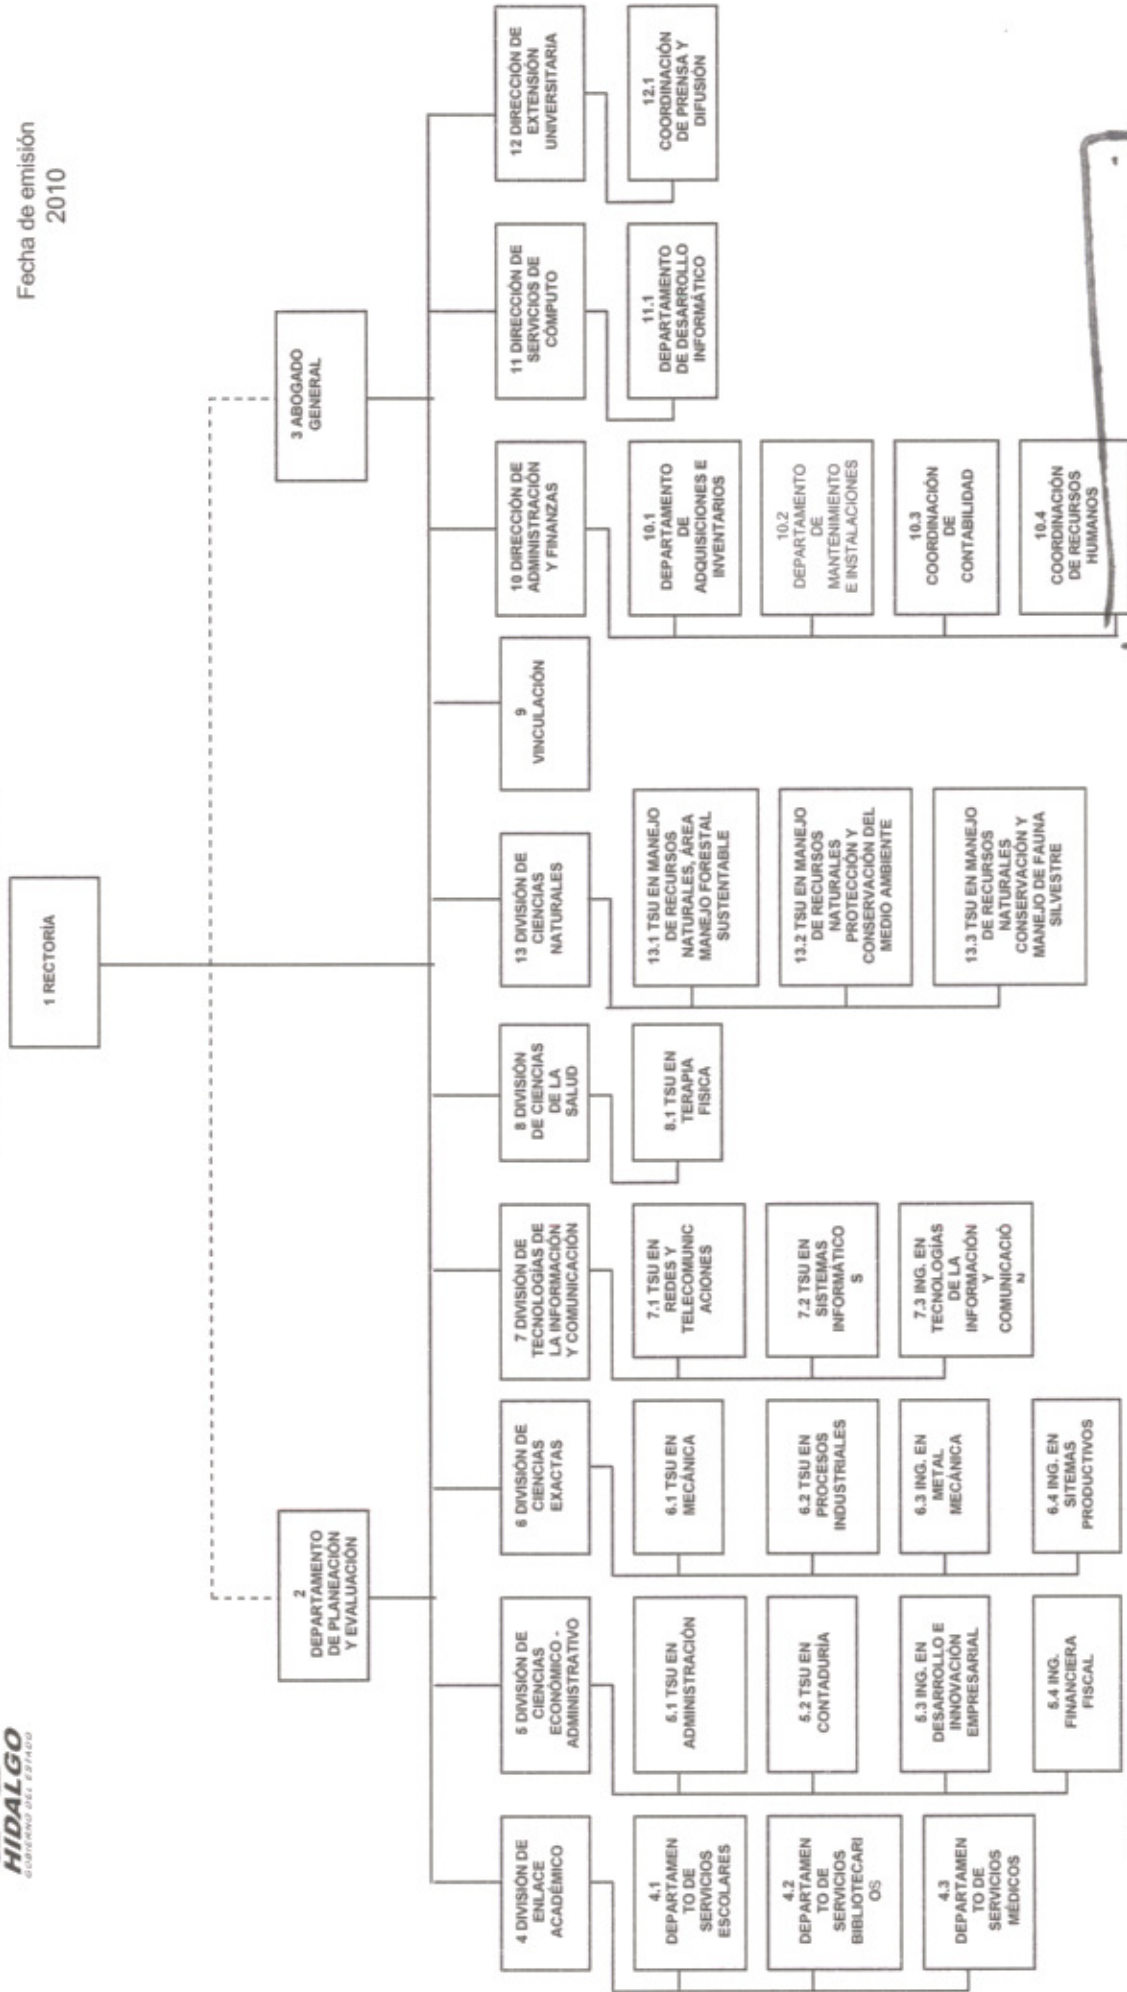 HIDALGO
GOBIERNO DEL ESTADO
Fecha de emisión
2010
1 RECTORÍA
2
DEPARTAMENTO
DE PLANEACIÓN
Y EVALUACIÓN
3 ABOGADO
GENERAL
4 DIVISIÓN DE
ENLACE
ACADÉMICO
5 DIVISIÓN DE
CIENCIAS
ECONÓMICO -
ADMINISTRATIVO
6 DIVISIÓN DE
CIENCIAS
EXACTAS
7 DIVISIÓN DE
TECNOLOGÍAS DE
LA INFORMACIÓN
Y COMUNICACIÓN
8 DIVISIÓN
DE CIENCIAS
DE LA
SALUD
13 DIVISIÓN DE
CIENCIAS
NATURALES
9
VINCULACIÓN
10 DIRECCIÓN DE
ADMINISTRACIÓN
Y FINANZAS
11 DIRECCIÓN DE
SERVICIOS DE
CÓMPUTO
12 DIRECCIÓN DE
EXTENSIÓN
UNIVERSITARIA
4.1
DEPARTAMEN
TO DE
SERVICIOS
ESCOLARES
4.2
DEPARTAMEN
TO DE
SERVICIOS
BIBLIOTECARI
OS
4.3
DEPARTAMEN
TO DE
SERVICIOS
MÉDICOS
5.1 TSU EN
ADMINISTRACIÓN
5.2 TSU EN
CONTADURÍA
5.3 ING. EN
DESARROLLO E
INNOVACIÓN
EMPRESARIAL
5.4 ING.
FINANCIERA
FISCAL
6.1 TSU EN
MECÁNICA
6.2 TSU EN
PROCESOS
INDUSTRIALES
6.3 ING. EN
METAL
MECÁNICA
6.4 ING. EN
SITEMAS
PRODUCTIVOS
7.1 TSU EN
REDES Y
TELECOMUNIC
ACIONES
7.2 TSU EN
SISTEMAS
INFORMÁTICO
S
7.3 ING. EN
TECNOLOGÍAS
DE LA
INFORMACIÓN
Y
COMUNICACIÓ
N
8.1 TSU EN
TERAPIA
FISICA
13.1 TSU EN MANEJO
DE RECURSOS
NATURALES, ÁREA
MANEJO FORESTAL
SUSTENTABLE
13.2 TSU EN MANEJO
DE RECURSOS
NATURALES
PROTECCIÓN Y
CONSERVACIÓN DEL
MEDIO AMBIENTE
13.3 TSU EN MANEJO
DE RECURSOS
NATURALES
CONSERVACIÓN Y
MANEJO DE FAUNA
SILVESTRE
10.1
DEPARTAMENTO
DE
ADQUISICIONES E
INVENTARIOS
10.2
DEPARTAMENTO
DE
MANTENIMIENTO
E INSTALACIONES
10.3
COORDINACIÓN
DE
CONTABILIDAD
10.4
COORDINACIÓN
DE RECURSOS
HUMANOS
11.1
DEPARTAMENTO
DE DESARROLLO
INFORMÁTICO
12.1
COORDINACIÓN
DE PRENSA Y
DIFUSIÓN